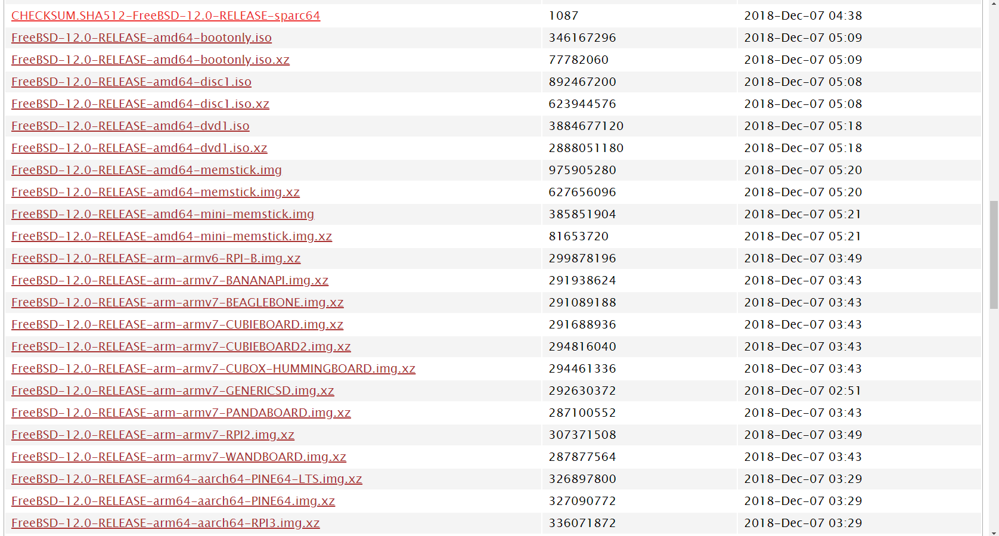 CHECKSUM.SHA512-FreeBSD-12.0-RELEASE-sparc64 1087 2018-Dec-07 04:38
FreeBSD-12.0-RELEASE-amd64-bootonly.iso 346167296 2018-Dec-07 05:09
FreeBSD-12.0-RELEASE-amd64-bootonly.iso.xz 77782060 2018-Dec-07 05:09
FreeBSD-12.0-RELEASE-amd64-disc1.iso 892467200 2018-Dec-07 05:08
FreeBSD-12.0-RELEASE-amd64-disc1.iso.xz 623944576 2018-Dec-07 05:08
FreeBSD-12.0-RELEASE-amd64-dvd1.iso 3884677120 2018-Dec-07 05:18
FreeBSD-12.0-RELEASE-amd64-dvd1.iso.xz 2888051180 2018-Dec-07 05:18
FreeBSD-12.0-RELEASE-amd64-memstick.img 975905280 2018-Dec-07 05:20
FreeBSD-12.0-RELEASE-amd64-memstick.img.xz 627656096 2018-Dec-07 05:20
FreeBSD-12.0-RELEASE-amd64-mini-memstick.img 385851904 2018-Dec-07 05:21
FreeBSD-12.0-RELEASE-amd64-mini-memstick.img.xz 81653720 2018-Dec-07 05:21
FreeBSD-12.0-RELEASE-arm-armv6-RPI-B.img.xz 299878196 2018-Dec-07 03:49
FreeBSD-12.0-RELEASE-arm-armv7-BANANAPI.img.xz 291938624 2018-Dec-07 03:43
FreeBSD-12.0-RELEASE-arm-armv7-BEAGLEBONE.img.xz 291089188 2018-Dec-07 03:43
FreeBSD-12.0-RELEASE-arm-armv7-CUBIEBOARD.img.xz 291688936 2018-Dec-07 03:43
FreeBSD-12.0-RELEASE-arm-armv7-CUBIEBOARD2.img.xz 294816040 2018-Dec-07 03:43
FreeBSD-12.0-RELEASE-arm-armv7-CUBOX-HUMMINGBOARD.img.xz 294461336 2018-Dec-07 03:43
FreeBSD-12.0-RELEASE-arm-armv7-GENERICSD.img.xz 292630372 2018-Dec-07 02:51
FreeBSD-12.0-RELEASE-arm-armv7-PANDABOARD.img.xz 287100552 2018-Dec-07 03:43
FreeBSD-12.0-RELEASE-arm-armv7-RPI2.img.xz 307371508 2018-Dec-07 03:49
FreeBSD-12.0-RELEASE-arm-armv7-WANDBOARD.img.xz 287877564 2018-Dec-07 03:43
FreeBSD-12.0-RELEASE-arm64-aarch64-PINE64-LTS.img.xz 326897800 2018-Dec-07 03:29
FreeBSD-12.0-RELEASE-arm64-aarch64-PINE64.img.xz 327090772 2018-Dec-07 03:29
FreeBSD-12.0-RELEASE-arm64-aarch64-RPI3.img.xz 336071872 2018-Dec-07 03:29